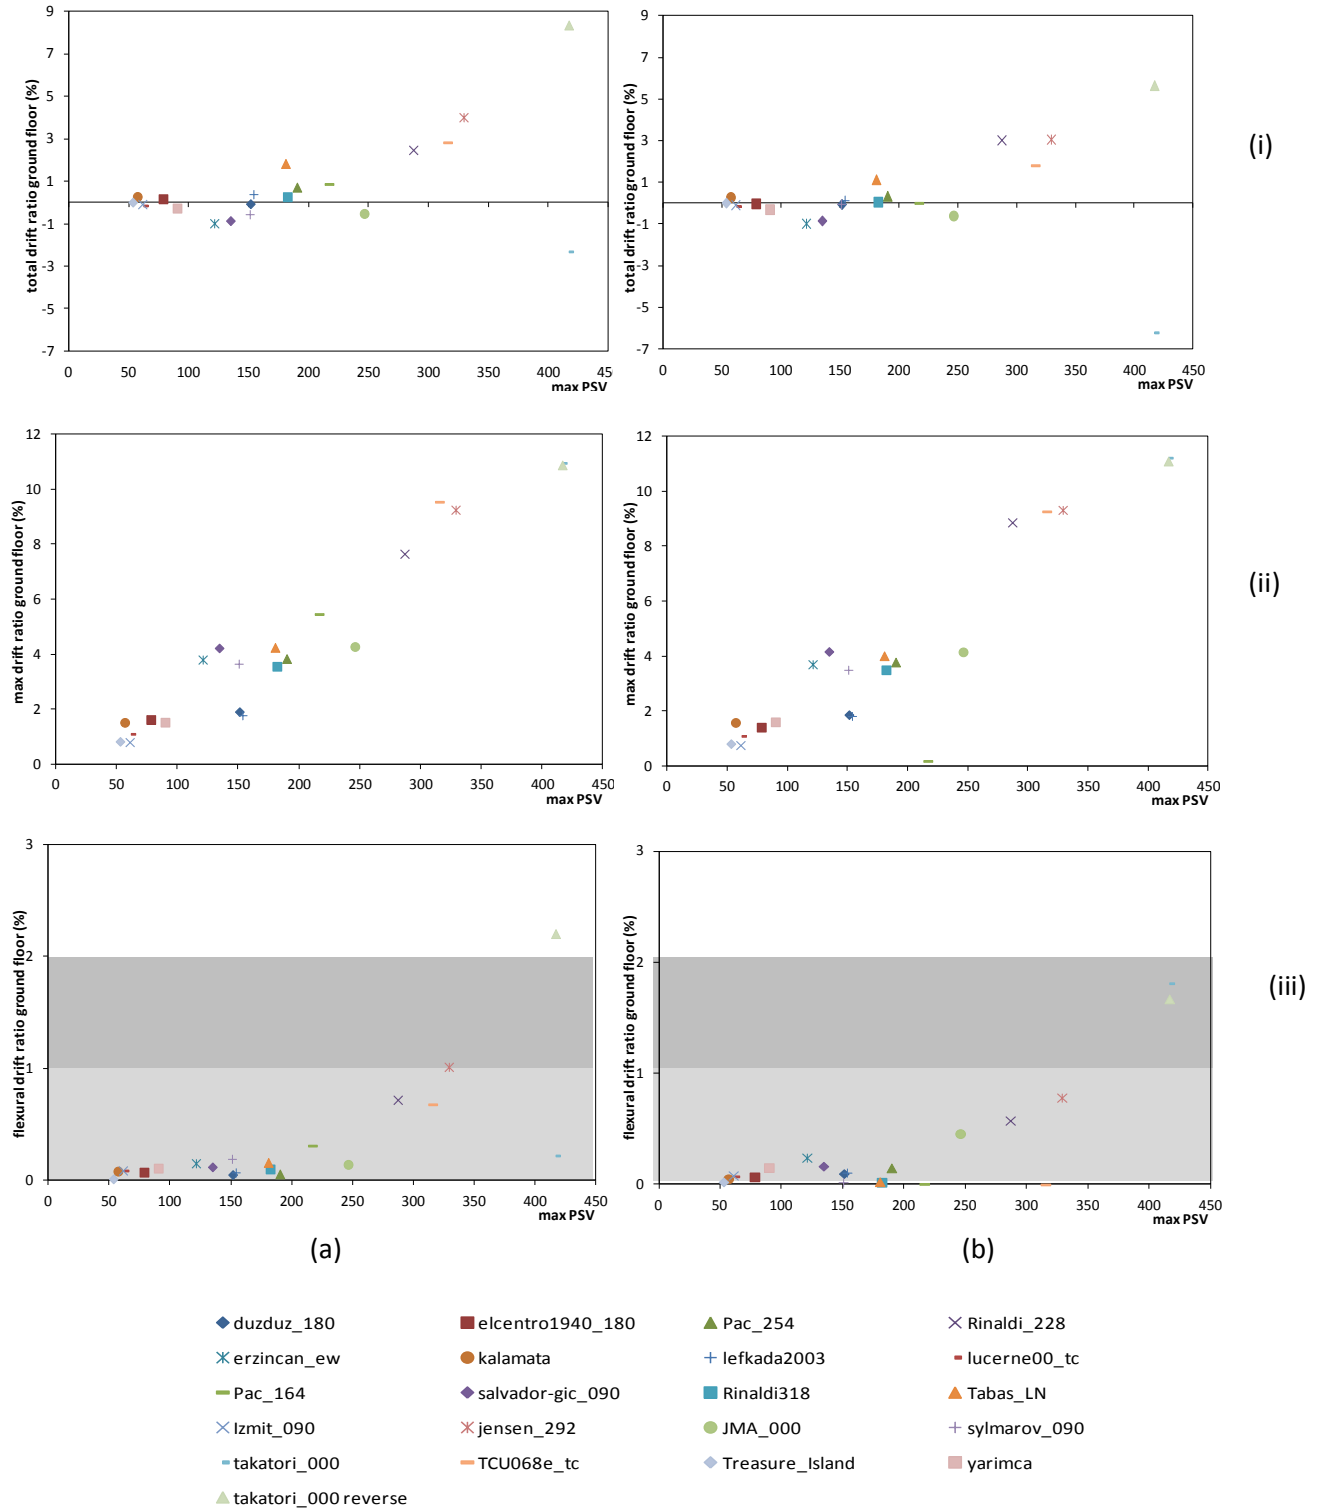 total drift ratio ground floor (%)
9
7
5
3
1
-1
-3
-5
-7
0 50 100 150 200 250 300 350 400 45
max PSV
total drift ratio ground floor (%)
9
7
5
3
1
-1
-3
-5
-7
0 50 100 150 200 250 300 350 400 450
max PSV
(i)
max drift ratio ground floor (%)
12
10
8
6
4
2
0
0 50 100 150 200 250 300 350 400 450
max PSV
max drift ratio ground floor (%)
12
10
8
6
4
2
0
0 50 100 150 200 250 300 350 400 450
max PSV
(ii)
flexural drift ratio ground floor (%)
3
2
1
0
0 50 100 150 200 250 300 350 400 450
max PSV
flexural drift ratio ground floor (%)
3
2
1
0
0 50 100 150 200 250 300 350 400 450
max PSV
(iii)
(a) (b)
duzduz_180 elcentro1940_180 Pac_254 Rinaldi_228
erzincan_ew kalamata lefkada2003 lucerne00_tc
Pac_164 salvador-gic_090 Rinaldi318 Tabas_LN
Izmit_090 jensen_292 JMA_000 sylmarov_090
takatori_000 TCU068e_tc Treasure_Island yarimca
takatori_000 reverse